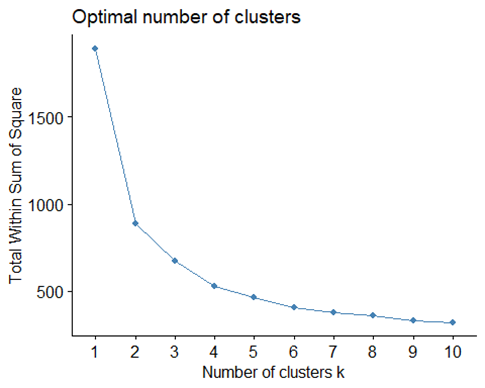 Optimal number of clusters
Total Within Sum of Square
1500
1000
500
1 2 3 4 5 6 7 8 9 10
Number of clusters k